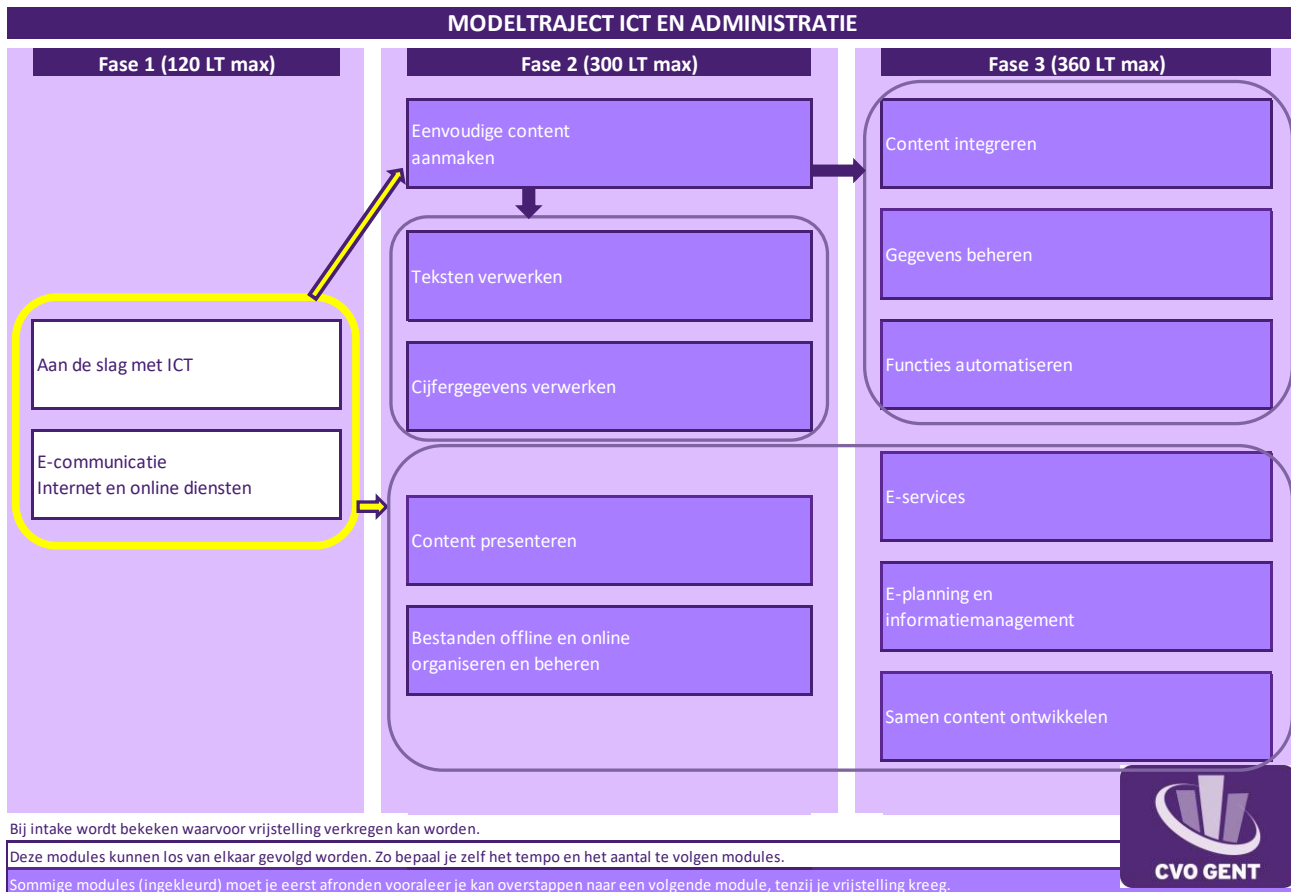 MODELTRAJECT ICT EN ADMINISTRATIE
Fase 1 (120 LT max)
Aan de slag met ICT
E-communicatie
Internet en online diensten
Fase 2 (300 LT max)
Eenvoudige content
aanmaken
Teksten verwerken
Cijfergegevens verwerken
Content presenteren
Bestanden offline en online
organiseren en beheren
Fase 3 (360 LT max)
Content integreren
Gegevens beheren
Functies automatiseren
E-services
E-planning en
informatiemanagement
Samen content ontwikkelen
Bij intake wordt bekeken waarvoor vrijstelling verkregen kan worden.
Deze modules kunnen los van elkaar gevolgd worden. Zo bepaal je zelf het tempo en het aantal te volgen modules.
Sommige modules (ingekleurd) moet je eerst afronden vooraleer je kan overstappen naar een volgende module, tenzij je vrijstelling kreeg.
CVO GENT